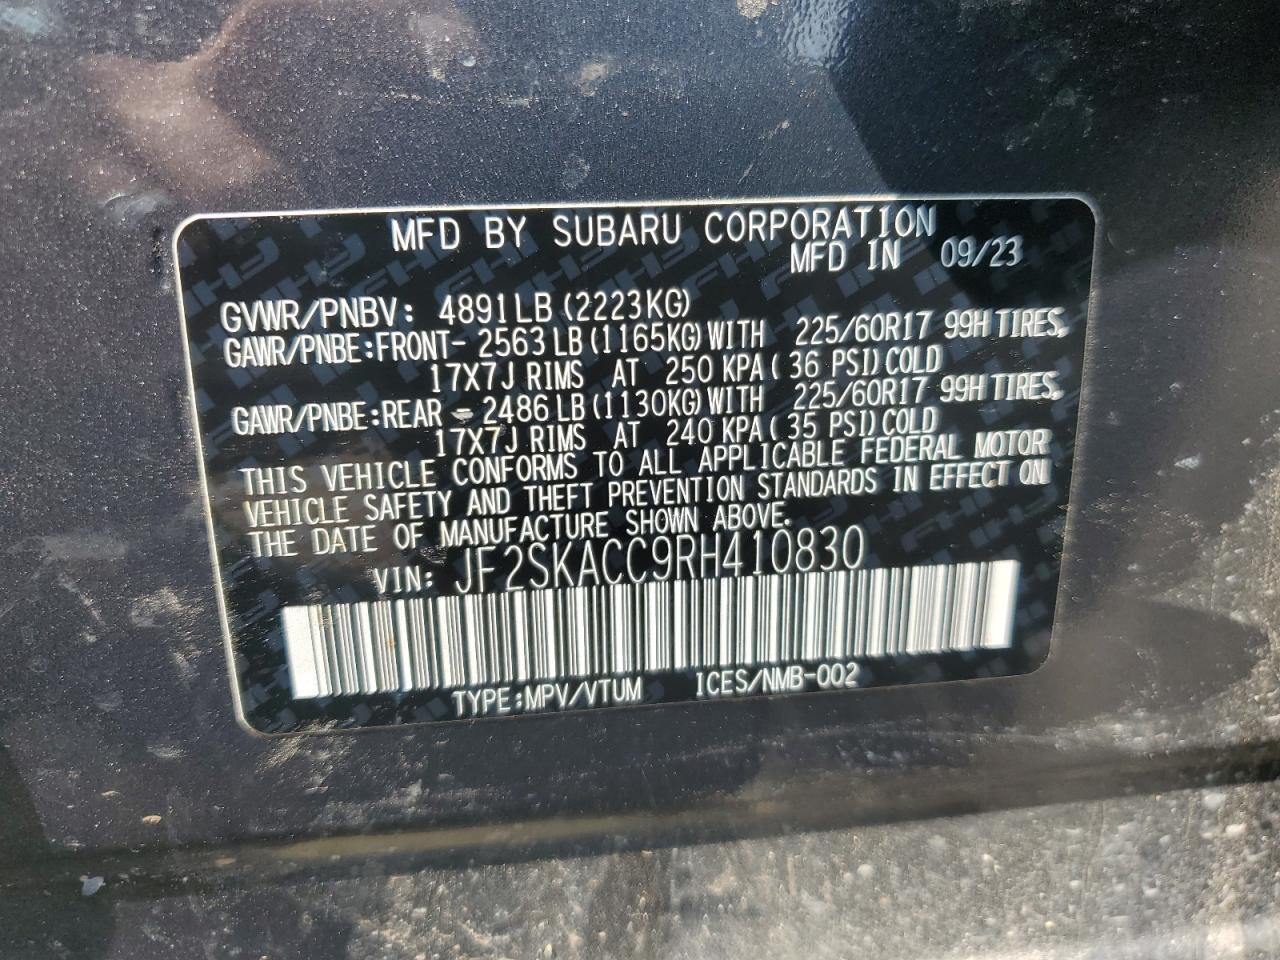 MFD BY SUBARU CORPORATION
MFD IN 09/23
GVWR/PNBV: 4891LB (2223KG)
GAWR/PNBE:FRONT- 2563 LB (1165KG) WITH 225/60R17 99H TIRES,
17X7J RIMS AT 250 KPA ( 36 PSI) COLD
GAWR/PNBE:REAR - 2486 LB (1130KG) WITH 225/60R17 99H TIRES,
17X7J RIMS AT 240 KPA ( 35 PSI) COLD
THIS VEHICLE CONFORMS TO ALL APPLICABLE FEDERAL MOTOR
VEHICLE SAFETY AND THEFT PREVENTION STANDARDS IN EFFECT ON
THE DATE OF MANUFACTURE SHOWN ABOVE.
VIN: JF2SKACC9RH410830
TYPE:MPV/VTUM ICES/NMB-002